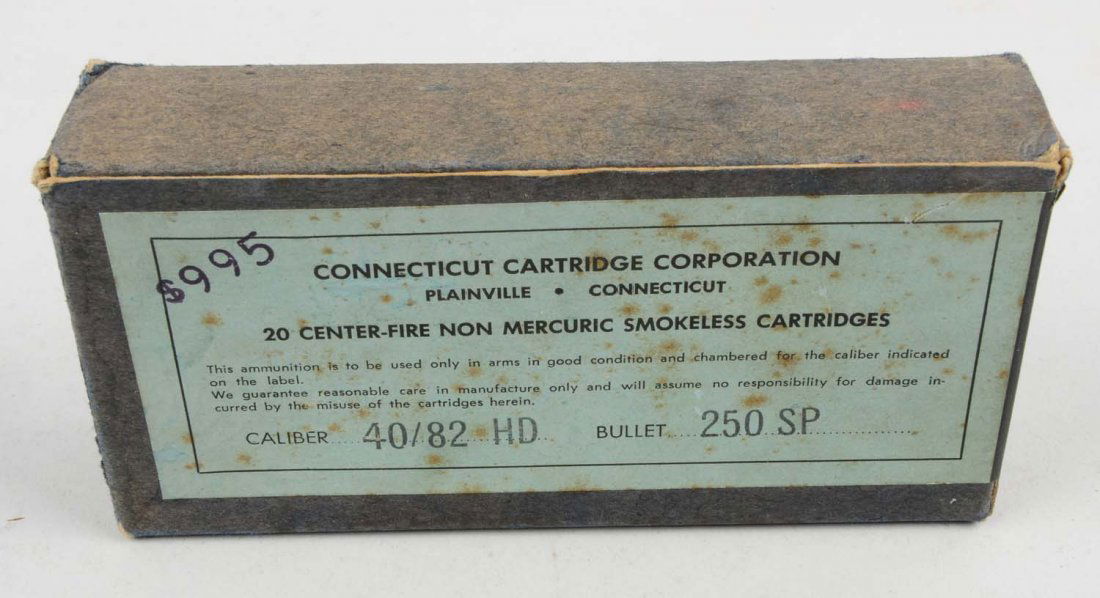 $995
CONNECTICUT CARTRIDGE CORPORATION
PLAINVILLE • CONNECTICUT
20 CENTER-FIRE NON MERCURIC SMOKELESS CARTRIDGES
This ammunition is to be used only in arms in good condition and chambered for the caliber indicated
on the label.
We guarantee reasonable care in manufacture only and will assume no responsibility for damage in-
curred by the misuse of the cartridges herein.
CALIBER 40/82 HD BULLET 250 SP